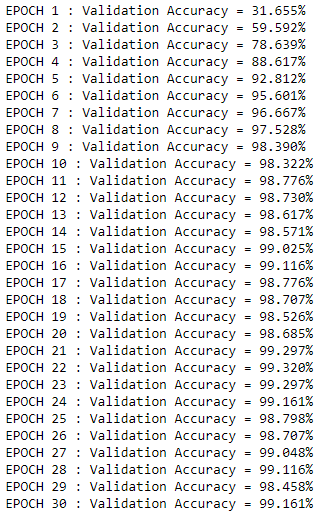 EPOCH 1 : Validation Accuracy = 31.655%
EPOCH 2 : Validation Accuracy = 59.592%
EPOCH 3 : Validation Accuracy = 78.639%
EPOCH 4 : Validation Accuracy = 88.617%
EPOCH 5 : Validation Accuracy = 92.812%
EPOCH 6 : Validation Accuracy = 95.601%
EPOCH 7 : Validation Accuracy = 96.667%
EPOCH 8 : Validation Accuracy = 97.528%
EPOCH 9 : Validation Accuracy = 98.390%
EPOCH 10 : Validation Accuracy = 98.322%
EPOCH 11 : Validation Accuracy = 98.776%
EPOCH 12 : Validation Accuracy = 98.730%
EPOCH 13 : Validation Accuracy = 98.617%
EPOCH 14 : Validation Accuracy = 98.571%
EPOCH 15 : Validation Accuracy = 99.025%
EPOCH 16 : Validation Accuracy = 99.116%
EPOCH 17 : Validation Accuracy = 98.776%
EPOCH 18 : Validation Accuracy = 98.707%
EPOCH 19 : Validation Accuracy = 98.526%
EPOCH 20 : Validation Accuracy = 98.685%
EPOCH 21 : Validation Accuracy = 99.297%
EPOCH 22 : Validation Accuracy = 99.320%
EPOCH 23 : Validation Accuracy = 99.297%
EPOCH 24 : Validation Accuracy = 99.161%
EPOCH 25 : Validation Accuracy = 98.798%
EPOCH 26 : Validation Accuracy = 98.707%
EPOCH 27 : Validation Accuracy = 99.048%
EPOCH 28 : Validation Accuracy = 99.116%
EPOCH 29 : Validation Accuracy = 98.458%
EPOCH 30 : Validation Accuracy = 99.161%